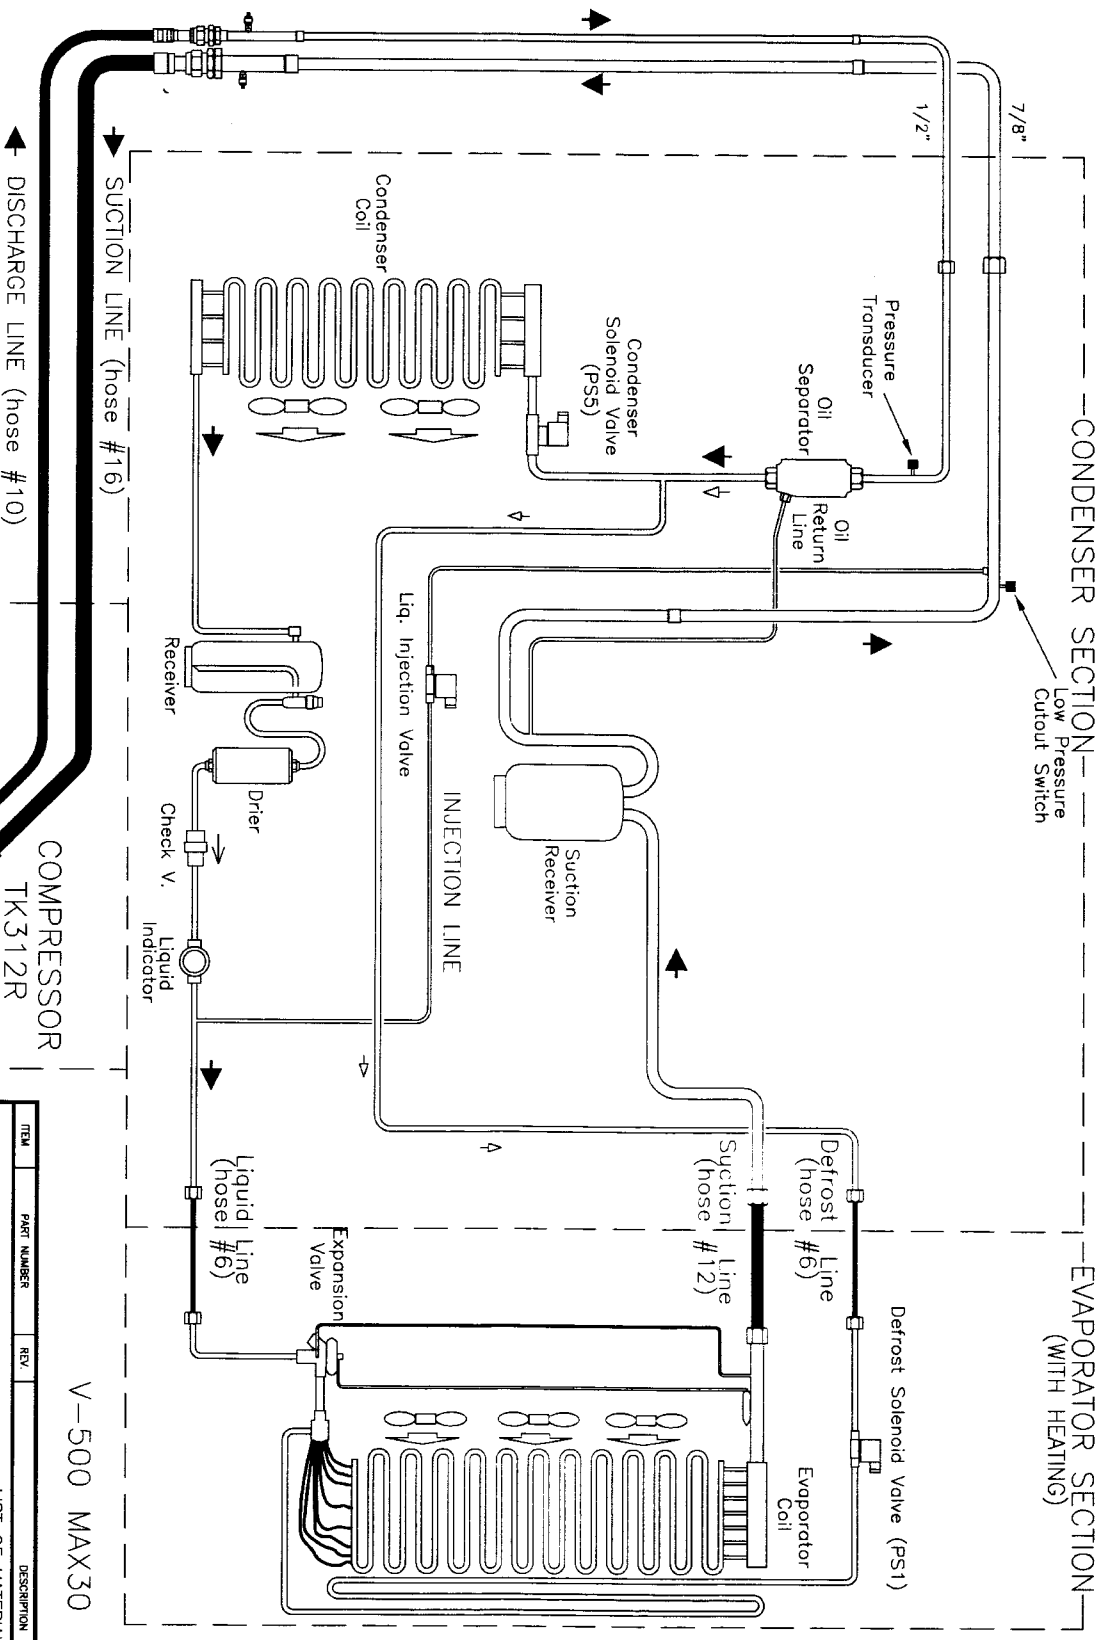 CONDENSER SECTION
EVAPORATOR SECTION
(WITH HEATING)
7/8"
1/2"
Low Pressure
Cutout Switch
Pressure
Transducer
Oil
Separator
Oil
Return
Line
Condenser
Solenoid Valve
(PS5)
Condenser
Coil
Suction
Receiver
INJECTION LINE
Liq. Injection Valve
Receiver
Drier
Check V.
Liquid
Indicator
Defrost Solenoid Valve (PS1)
Defrost Line
(hose #6)
Suction Line
(hose #12)
Evaporator
Coil
Expansion
Valve
Liquid Line
(hose #6)
SUCTION LINE (hose #16)
DISCHARGE LINE (hose #10)
COMPRESSOR
TK312R
V-500 MAX30
ITEM
PART NUMBER
REV.
DESCRIPTION